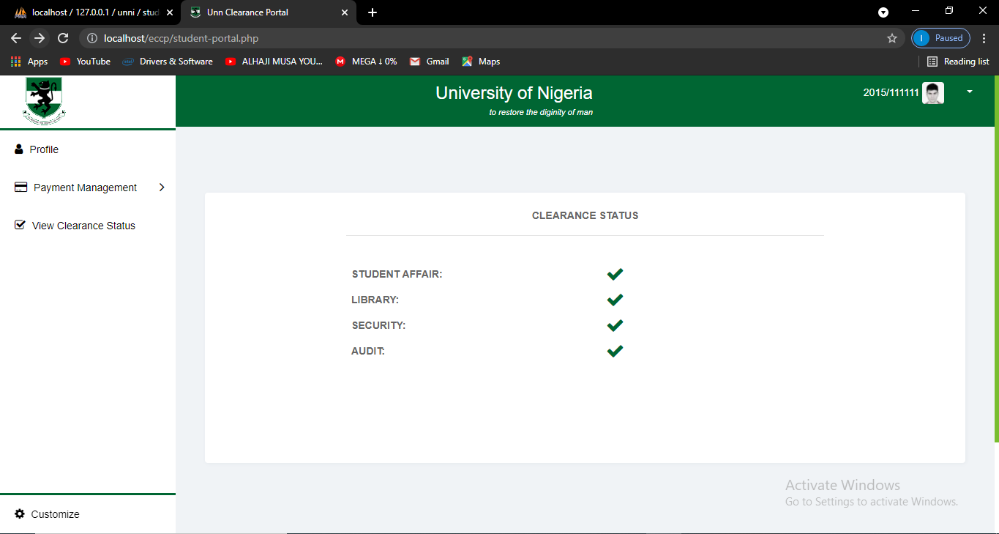 localhost / 127.0.0.1 / unni / stud
Unn Clearance Portal
localhost/eccp/student-portal.php
I
Paused
Apps
YouTube
intel
Drivers & Software
ALHAJI MUSA YOU...
M
MEGA ↓ 0%
Gmail
Maps
Reading list
University of Nigeria
to restore the diginity of man
2015/111111
Profile
Payment Management
View Clearance Status
CLEARANCE STATUS
STUDENT AFFAIR:
LIBRARY:
SECURITY:
AUDIT:
Activate Windows
Go to Settings to activate Windows.
Customize